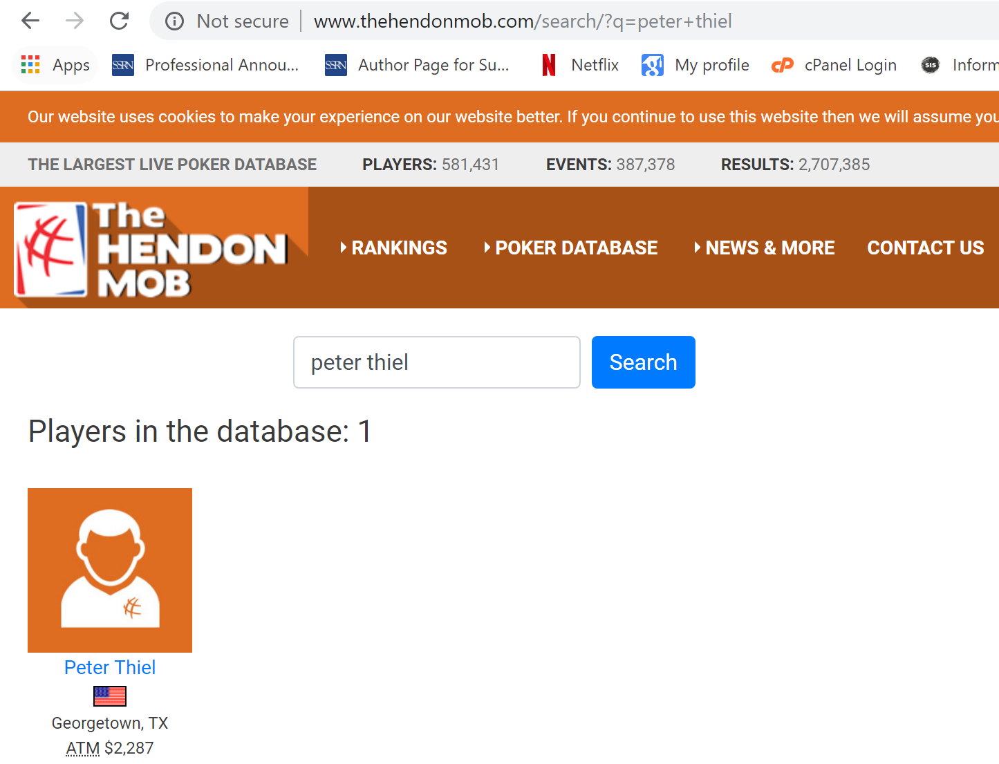 Not secure | www.thehendonmob.com/search/?q=peter+thiel
Apps SSRN Professional Annou... SSRN Author Page for Su... N Netflix g My profile cP cPanel Login SIS Inform
Our website uses cookies to make your experience on our website better. If you continue to use this website then we will assume you
THE LARGEST LIVE POKER DATABASE PLAYERS: 581,431 EVENTS: 387,378 RESULTS: 2,707,385
The
HENDON
MOB
RANKINGS POKER DATABASE NEWS & MORE CONTACT US
peter thiel Search
Players in the database: 1
Peter Thiel
Georgetown, TX
ATM $2,287